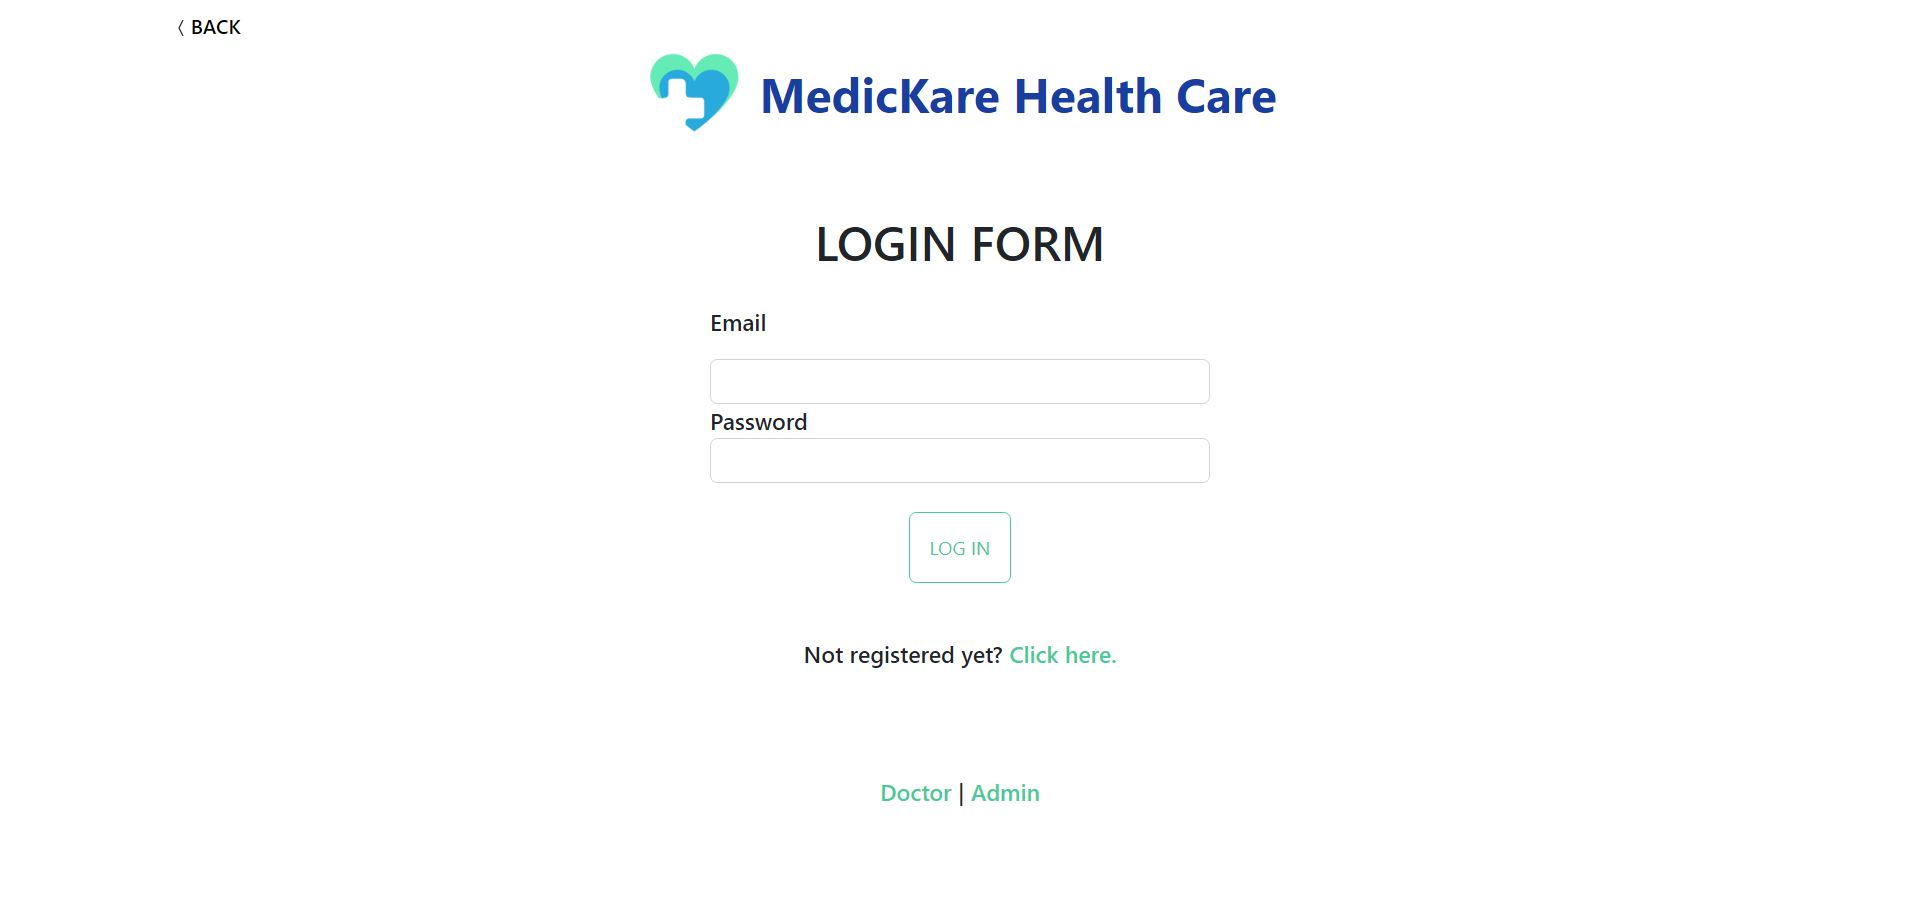 〈 BACK
MedicKare Health Care
LOGIN FORM
Email
Password
LOG IN
Not registered yet? Click here.
Doctor | Admin